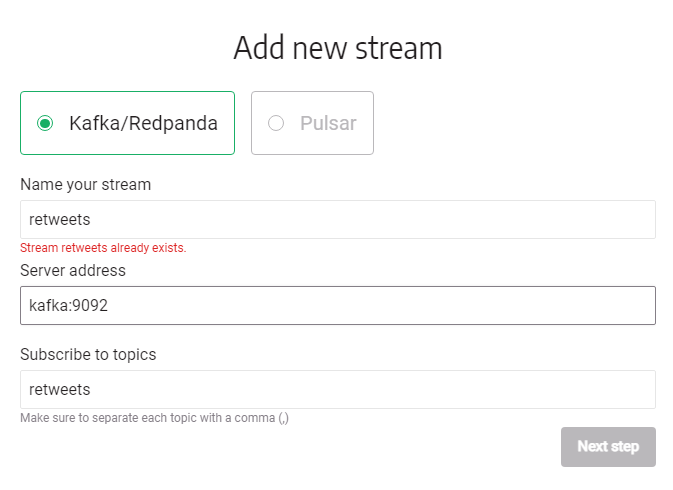 Add new stream
Kafka/Redpanda
Pulsar
Name your stream
retweets
Stream retweets already exists.
Server address
kafka:9092
Subscribe to topics
retweets
Make sure to separate each topic with a comma (,)
Next step